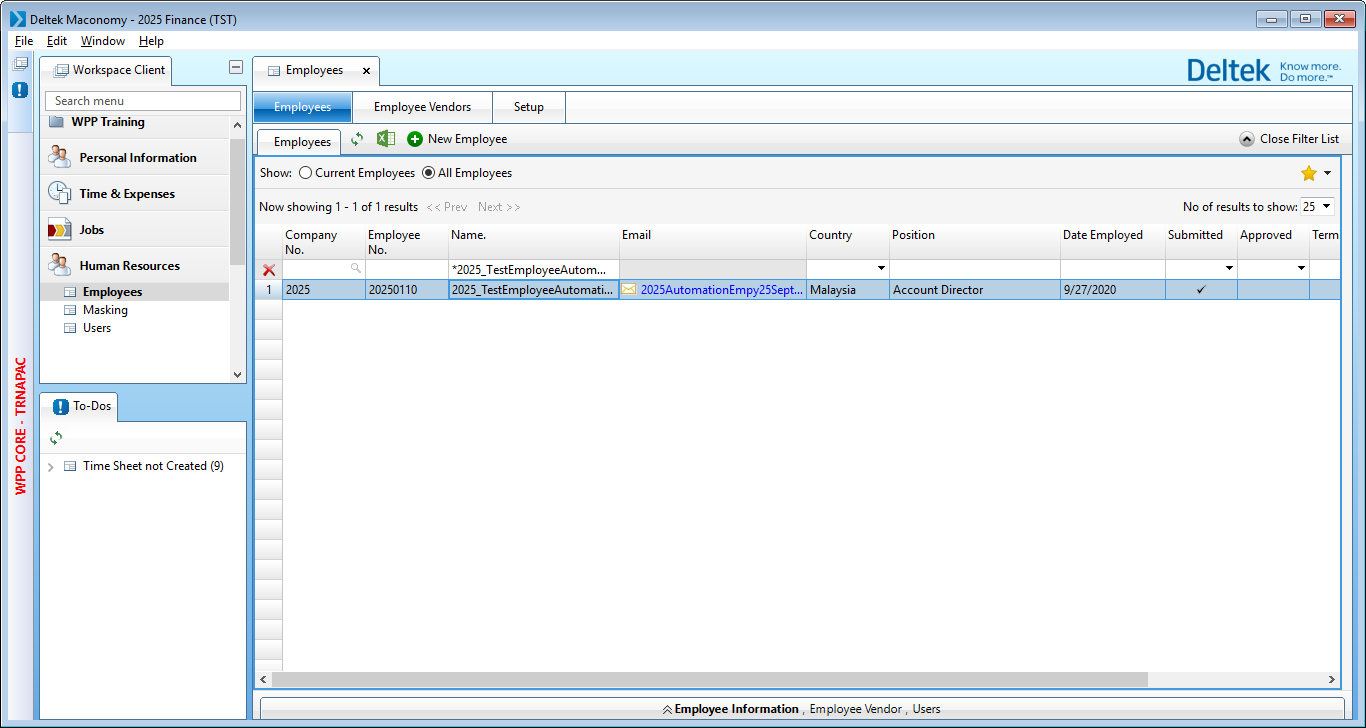 Deltek Maconomy - 2025 Finance (TST)
File Edit Window Help
Workspace Client
Search menu
WPP Training
Personal Information
Time & Expenses
Jobs
Human Resources
Employees
Masking
Users
WPP CORE - TRNAPAC
To-Dos
Time Sheet not Created (9)
Employees
Deltek Know more. Do more.™
Employees Employee Vendors Setup
Employees New Employee Close Filter List
Show: Current Employees All Employees
Now showing 1 - 1 of 1 results << Prev Next >> No of results to show: 25
Company No. Employee No. Name. Email Country Position Date Employed Submitted Approved Term
*2025_TestEmployeeAutom...
1 2025 20250110 2025_TestEmployeeAutomati... 2025AutomationEmpy25Sept... Malaysia Account Director 9/27/2020 ✓
Employee Information , Employee Vendor , Users